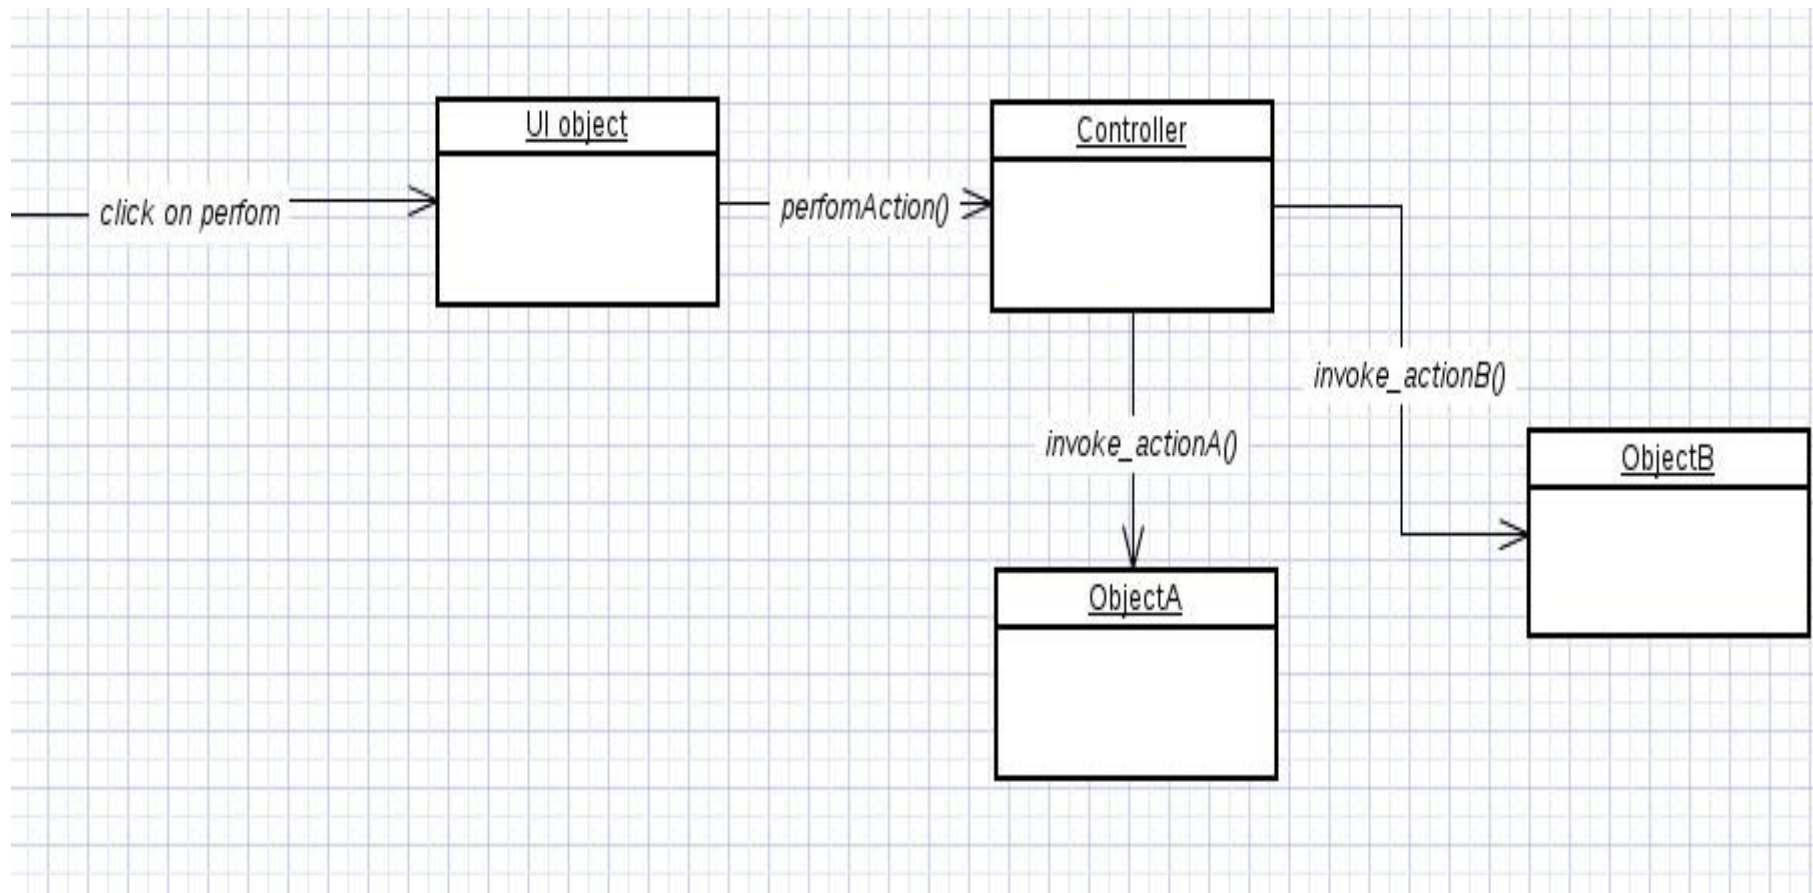 UI object
Controller
click on perfom
perfomAction()
invoke_actionB()
invoke_actionA()
ObjectB
ObjectA